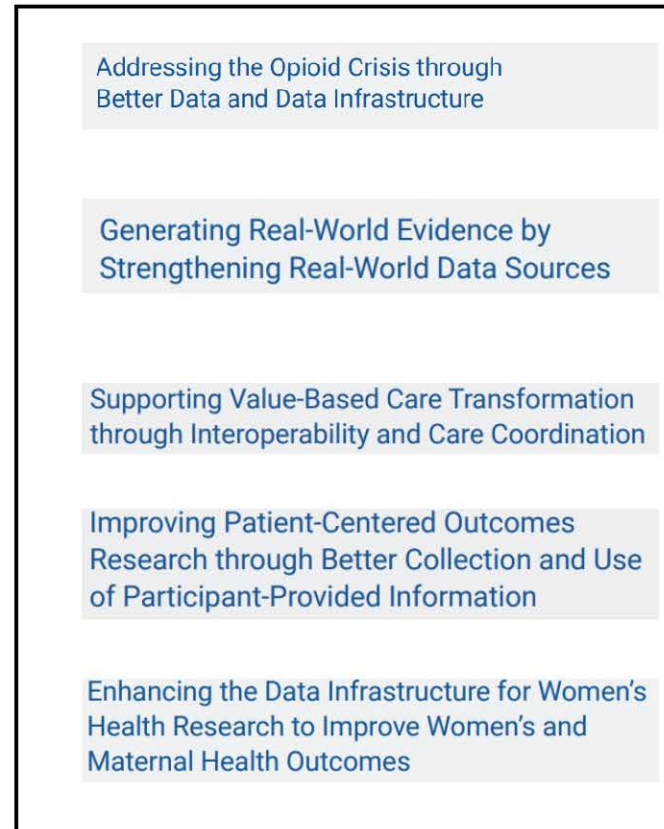 Addressing the Opioid Crisis through
Better Data and Data Infrastructure
Generating Real-World Evidence by
Strengthening Real-World Data Sources
Supporting Value-Based Care Transformation
through Interoperability and Care Coordination
Improving Patient-Centered Outcomes
Research through Better Collection and Use
of Participant-Provided Information
Enhancing the Data Infrastructure for Women’s
Health Research to Improve Women’s and
Maternal Health Outcomes